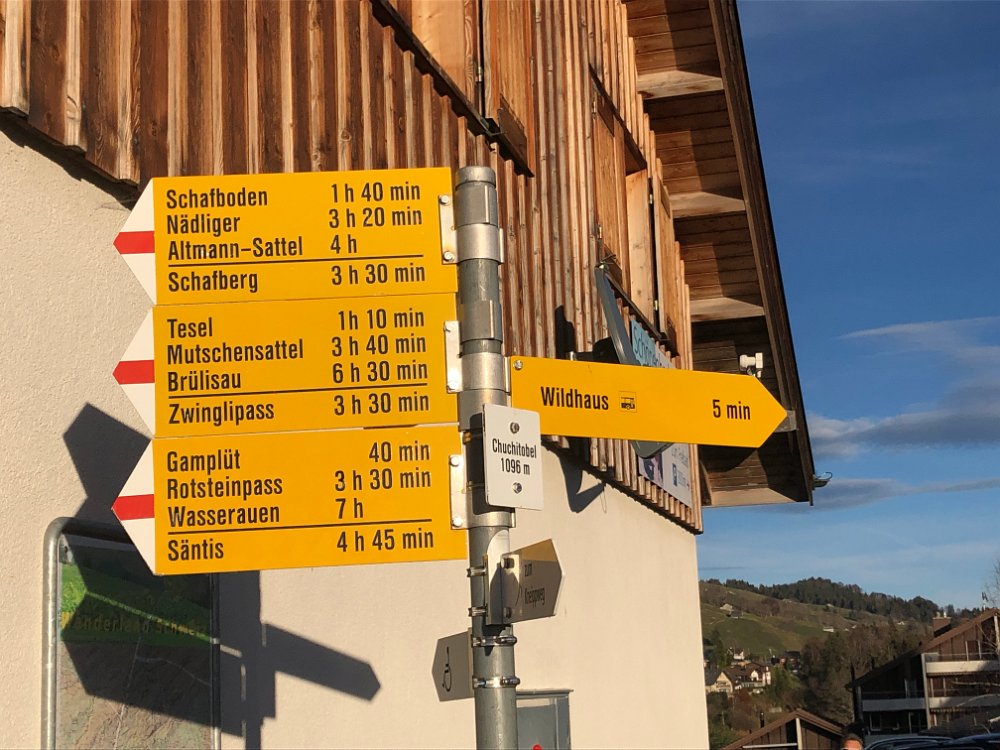 Schafboden 1 h 40 min
Nädliger 3 h 20 min
Altmann-Sattel 4 h
Schafberg 3 h 30 min
Tesel 1 h 10 min
Mutschensattel 3 h 40 min
Brülisau 6 h 30 min
Zwinglipass 3 h 30 min
Gamplüt 40 min
Rotsteinpass 3 h 30 min
Wasserauen 7 h
Säntis 4 h 45 min
Wildhaus 5 min
Chuchitobel
1096 m
zum
Kneippweg